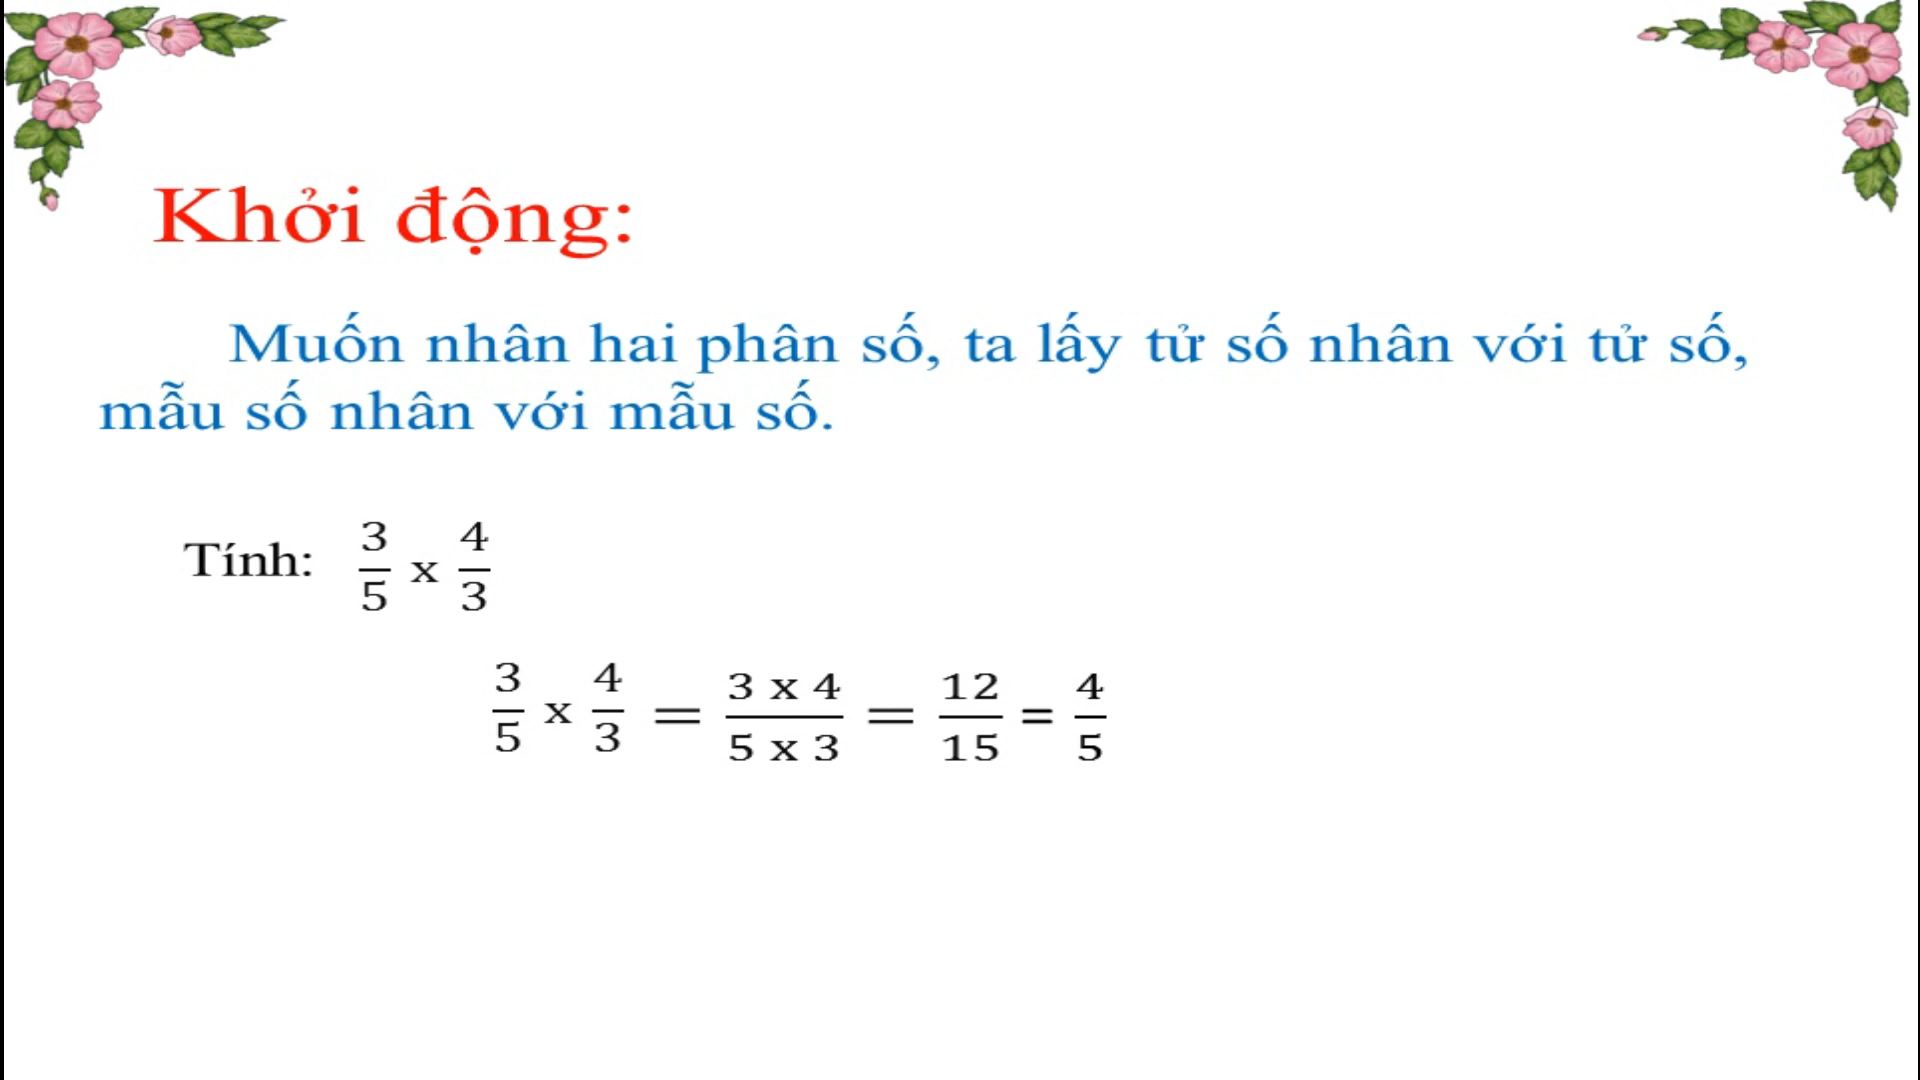 Khởi động:
Muốn nhân hai phân số, ta lấy tử số nhân với tử số,
mẫu số nhân với mẫu số.
Tính: 3/5 x 4/3
3/5 x 4/3 = 3 x 4/5 x 3 = 12/15 = 4/5